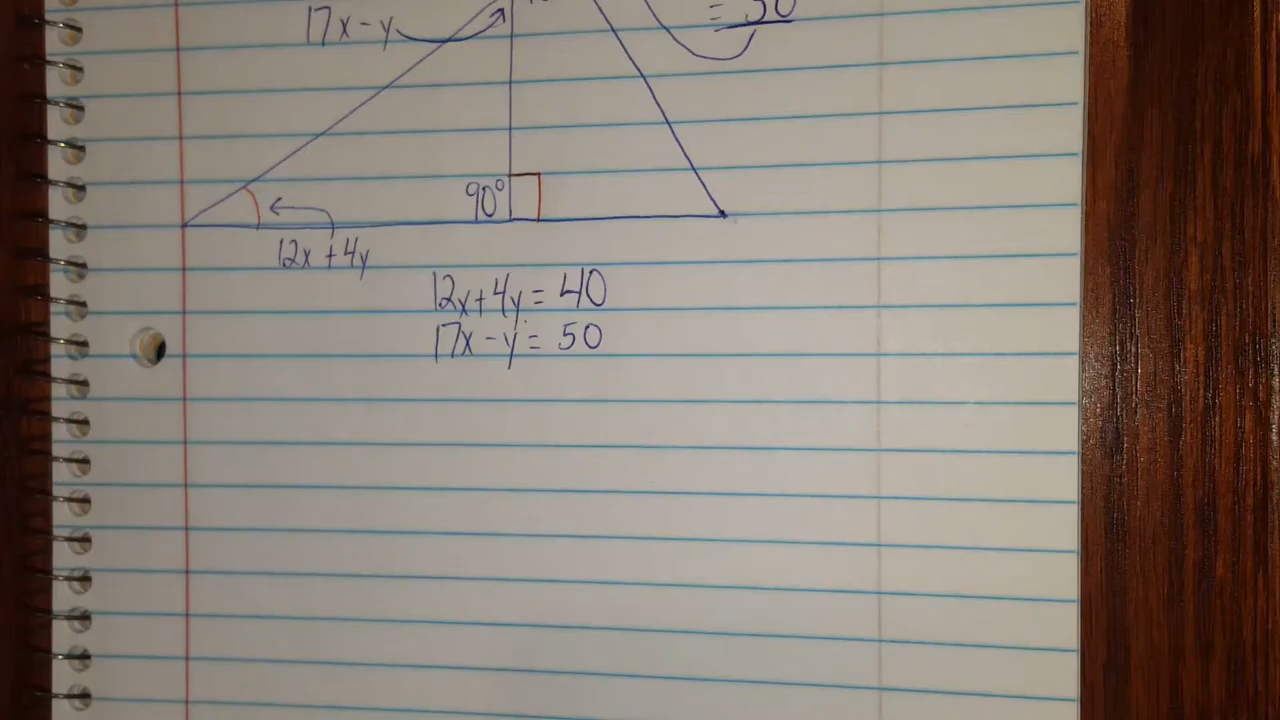 17x-y
= 50
90°
12x+4y
12x+4y = 40
17x-y = 50